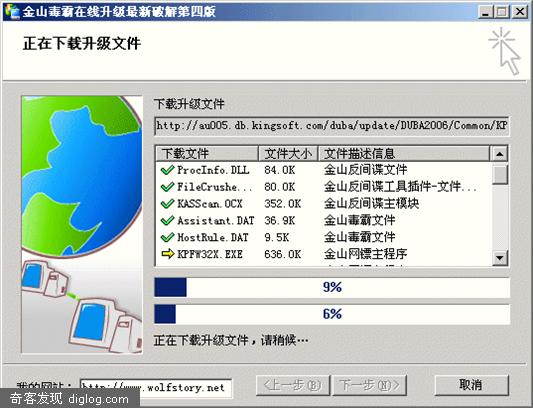 金山毒霸在线升级最新破解第四版
正在下载升级文件
下载升级文件
http://au005.db.kingsoft.com/duba/update/DUBA2006/Common/KP
下载文件 文件大小 文件描述信息
ProcInfo.DLL 84.0K 金山反间谍文件
FileCrushe... 80.0K 金山反间谍工具插件-文件...
KASScan.OCX 352.0K 金山反间谍主模块
Assistant.DAT 36.9K 金山毒霸文件
HostRule.DAT 9.5K 金山毒霸文件
KPFW32X.EXE 636.0K 金山网镖主程序
9%
6%
正在下载升级文件，请稍候…
我的网站： http://www.wolfstory.net <上一步(B) 下一步(N)> 取消
奇客发现 diglog.com